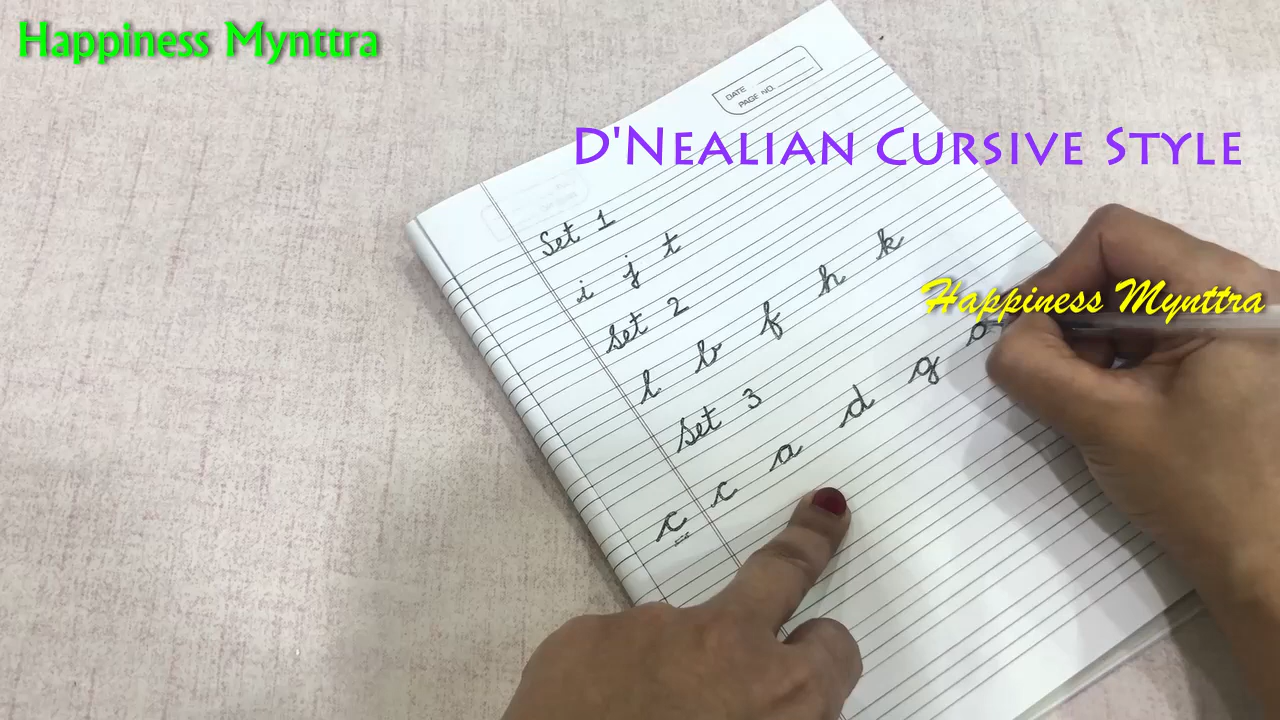 Happiness Mynttra
DATE
PAGE NO.
D'Nealian Cursive Style
Set 1
i j t
Set 2
Happiness Mynttra
l b f h k
Set 3
c c a d g o